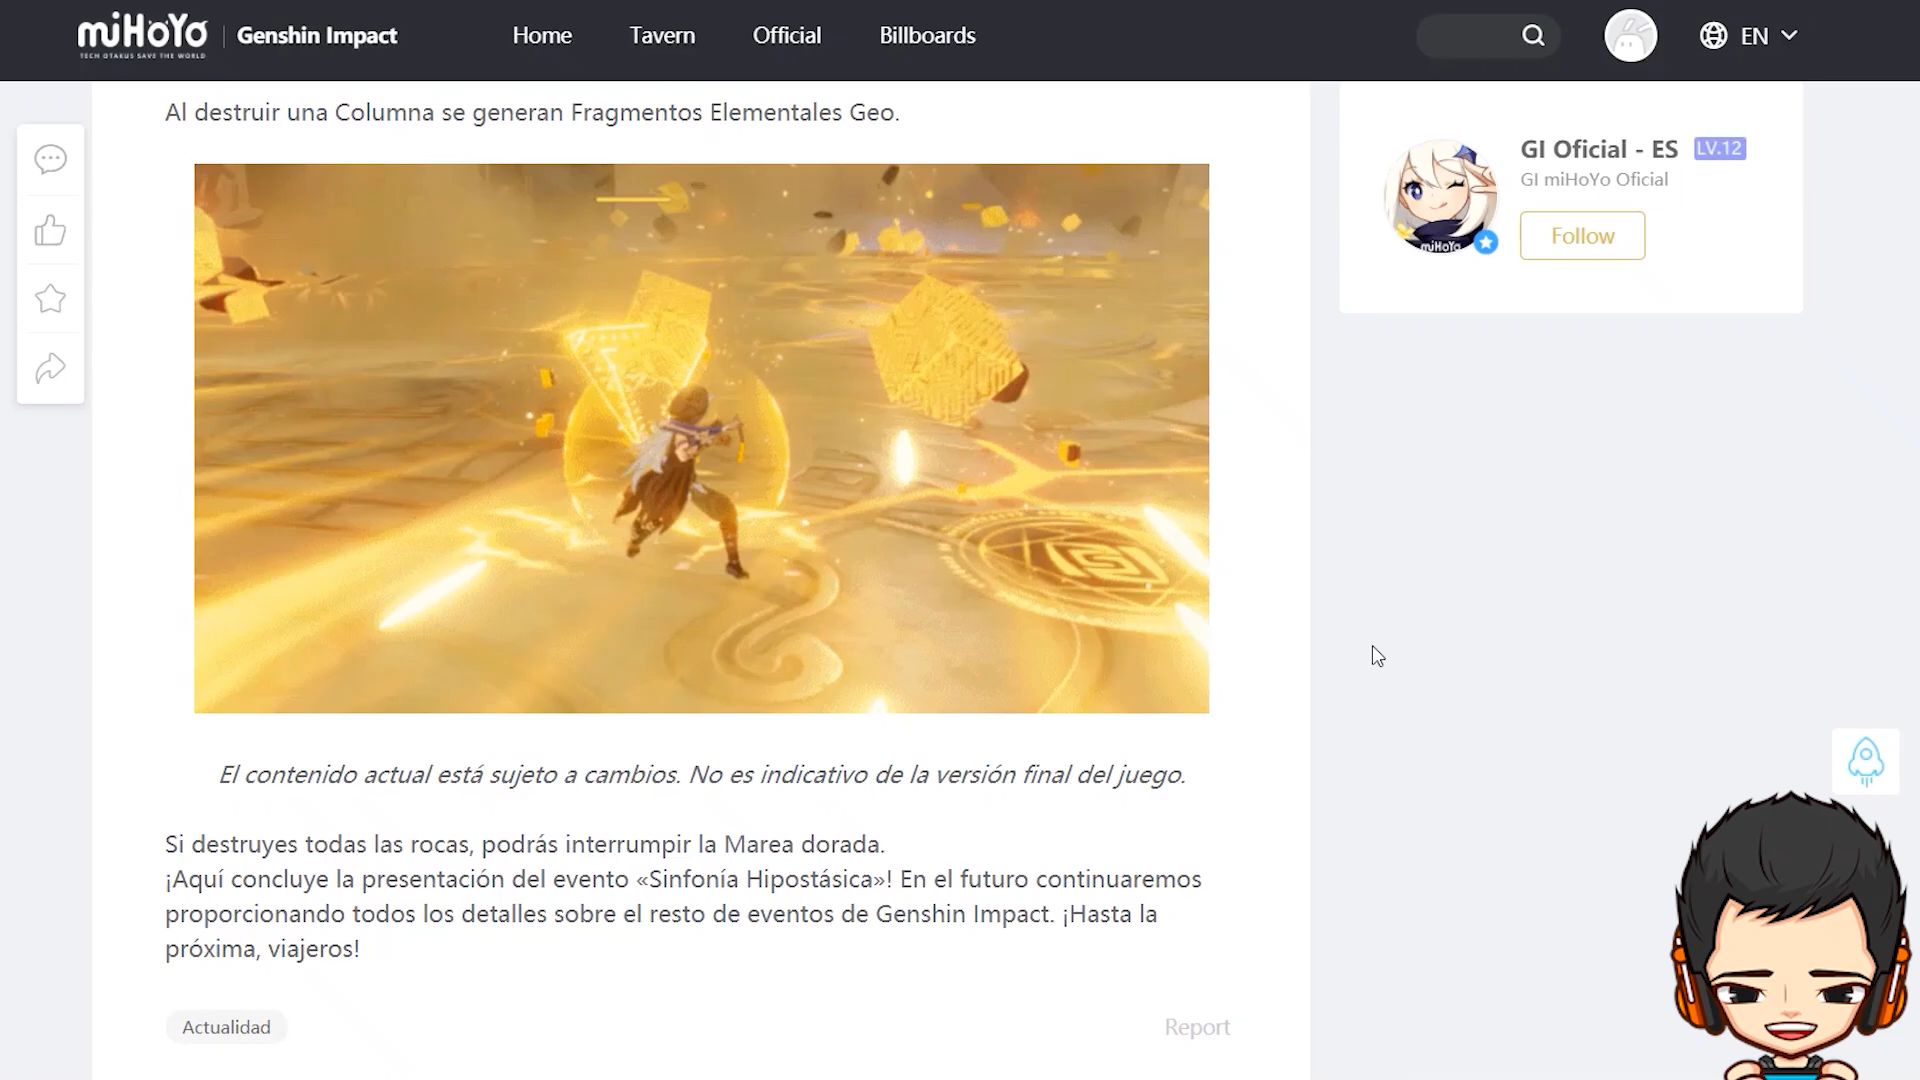 miHoYo
TECH OTAKUS SAVE THE WORLD
Genshin Impact
Home
Tavern
Official
Billboards
EN
Al destruir una Columna se generan Fragmentos Elementales Geo.
GI Oficial - ES LV.12
GI miHoYo Oficial
miHoYo
Follow
El contenido actual está sujeto a cambios. No es indicativo de la versión final del juego.
Si destruyes todas las rocas, podrás interrumpir la Marea dorada.
¡Aquí concluye la presentación del evento «Sinfonía Hipostásica»! En el futuro continuaremos
proporcionando todos los detalles sobre el resto de eventos de Genshin Impact. ¡Hasta la
próxima, viajeros!
Actualidad
Report